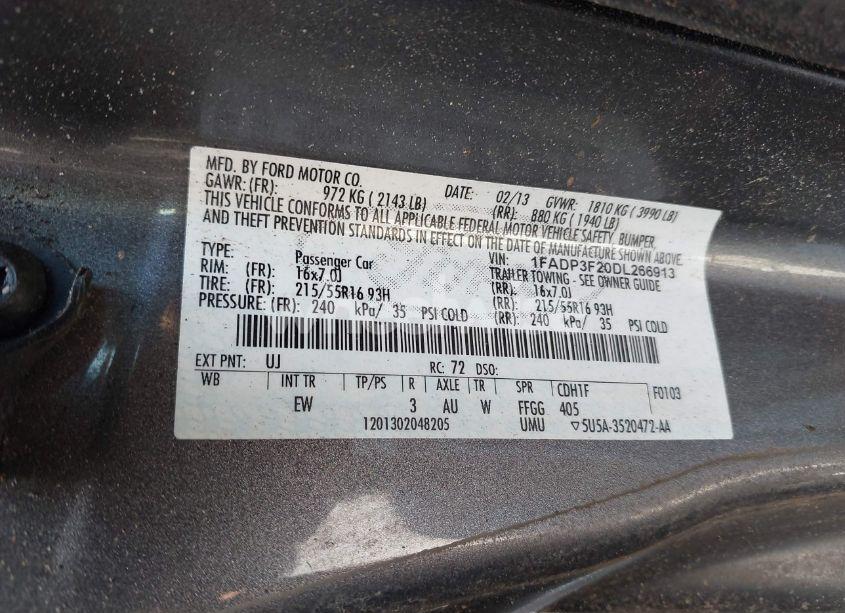 MFD. BY FORD MOTOR CO. DATE: 02/13 GVWR: 1810 KG ( 3990 LB)
GAWR: (FR): 972 KG ( 2143 LB) (RR): 880 KG ( 1940 LB)
THIS VEHICLE CONFORMS TO ALL APPLICABLE FEDERAL MOTOR VEHICLE SAFETY, BUMPER,
AND THEFT PREVENTION STANDARDS IN EFFECT ON THE DATE OF MANUFACTURE SHOWN ABOVE.
VIN: 1FADP3F20DL266913
TYPE: Passenger Car TRAILER TOWING - SEE OWNER GUIDE
RIM: (FR): 16x7.0J (RR): 16x7.0J
TIRE: (FR): 215/55R16 93H (RR): 215/55R16 93H
PRESSURE: (FR): 240 kPa/ 35 PSI COLD (RR): 240 kPa/ 35 PSI COLD
EXT PNT: UJ RC: 72 DSO:
WB INT TR TP/PS R AXLE TR SPR CDH1F F0103
EW 3 AU W FFGG 405
1201302048205 UMU ▽5U5A-3520472-AA